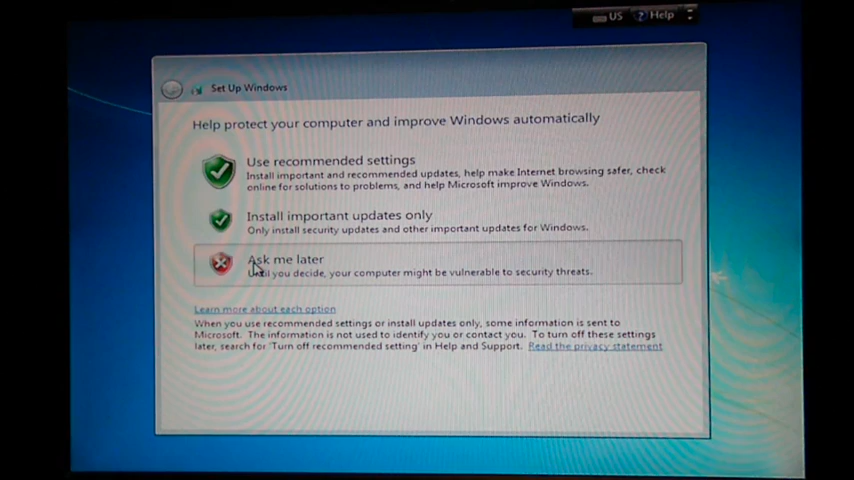 US Help
Set Up Windows
Help protect your computer and improve Windows automatically
Use recommended settings
Install important and recommended updates, help make Internet browsing safer, check
online for solutions to problems, and help Microsoft improve Windows.
Install important updates only
Only install security updates and other important updates for Windows.
Ask me later
Until you decide, your computer might be vulnerable to security threats.
Learn more about each option
When you use recommended settings or install updates only, some information is sent to
Microsoft. The information is not used to identify you or contact you. To turn off these settings
later, search for 'Turn off recommended setting' in Help and Support. Read the privacy statement